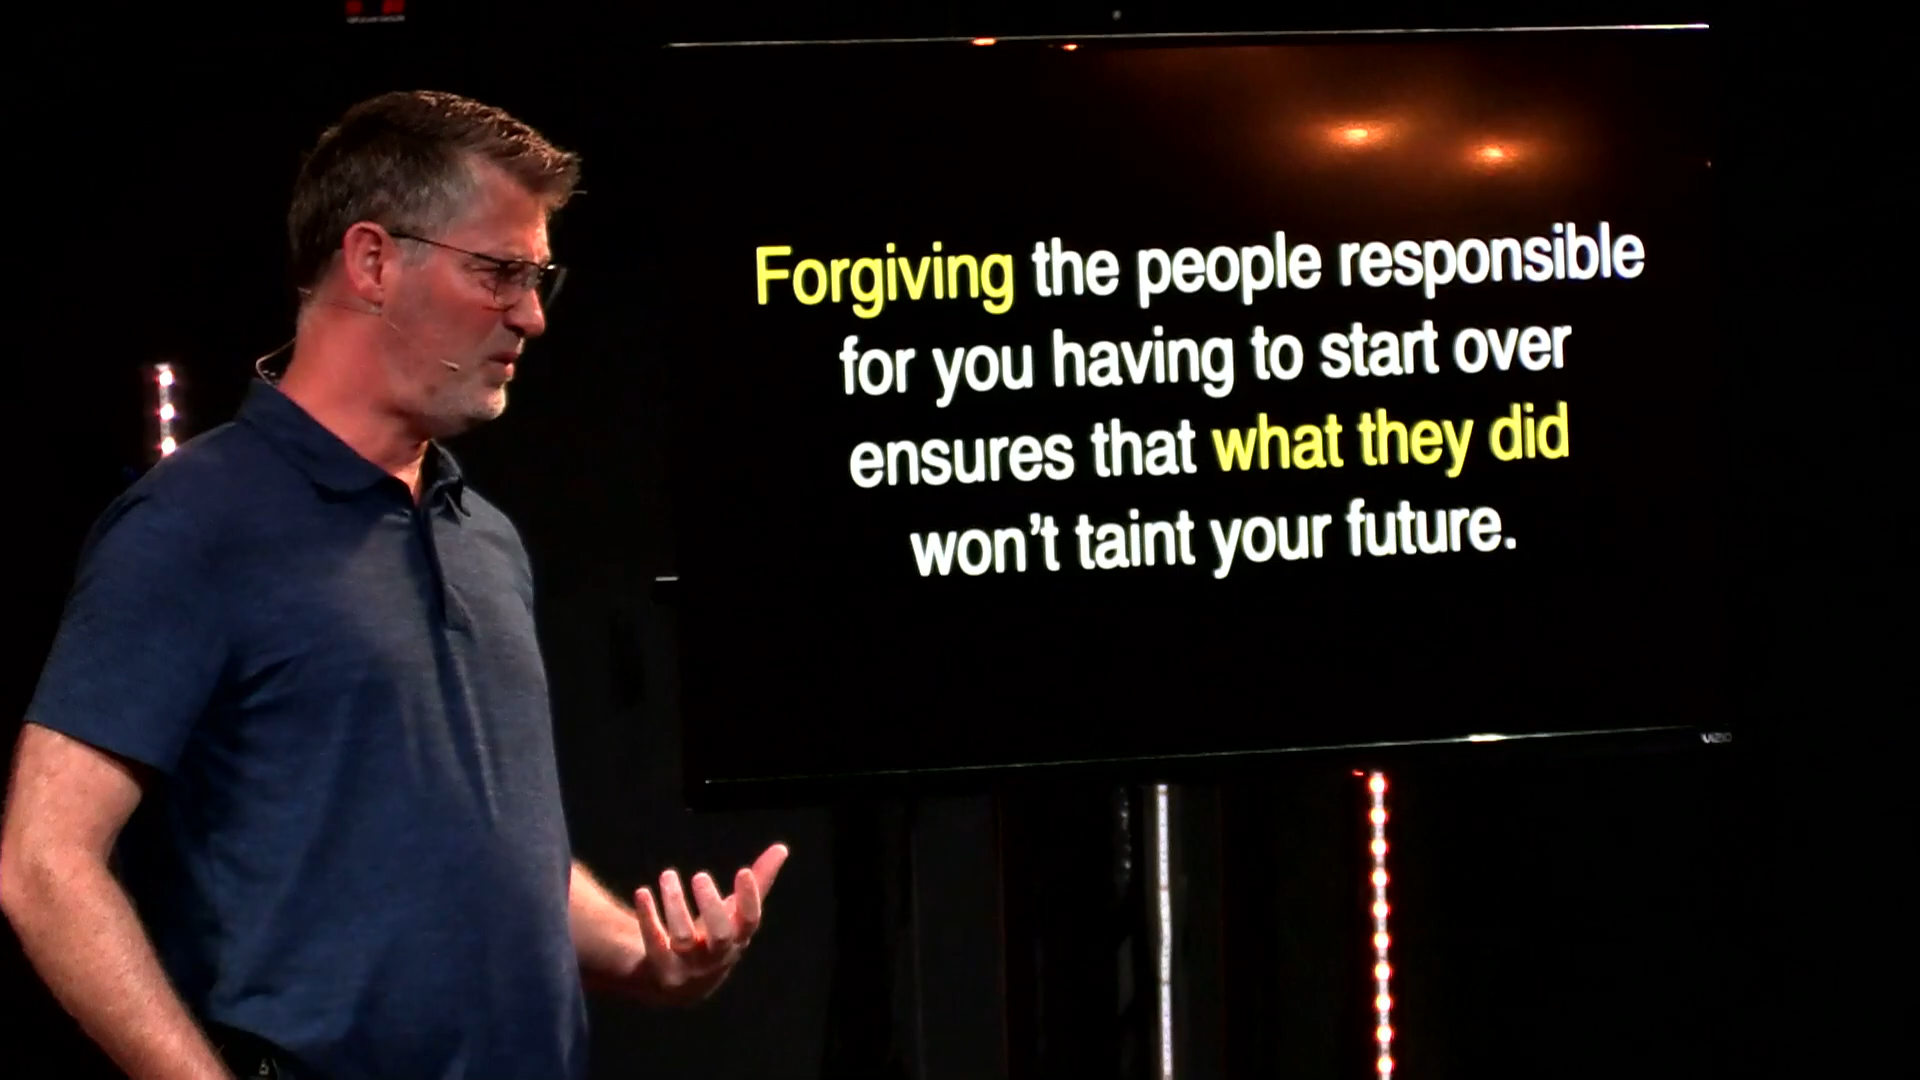 Forgiving the people responsible
for you having to start over
ensures that what they did
won't taint your future.
VIZIO